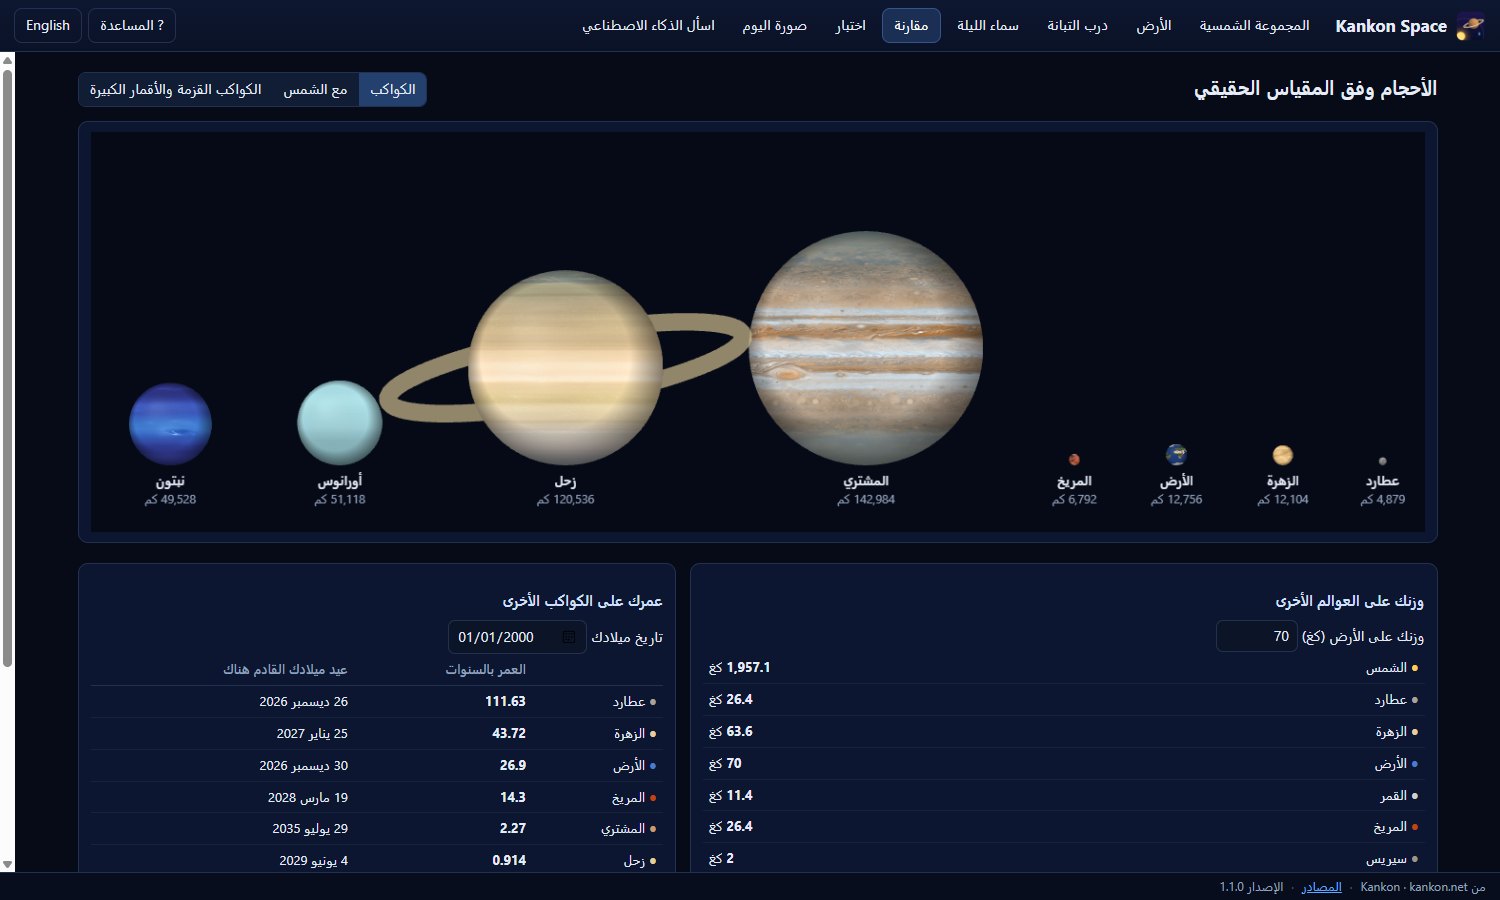 Kankon Space
المجموعة الشمسية
الأرض
درب التبانة
سماء الليلة
مقارنة
اختبار
صورة اليوم
اسأل الذكاء الاصطناعي
? المساعدة
English
الأحجام وفق المقياس الحقيقي
الكواكب
مع الشمس
الكواكب القزمة والأقمار الكبيرة
عطارد
4,879 كم
الزهرة
12,104 كم
الأرض
12,756 كم
المريخ
6,792 كم
المشتري
142,984 كم
زحل
120,536 كم
أورانوس
51,118 كم
نبتون
49,528 كم
وزنك على العوالم الأخرى
وزنك على الأرض (كغ) 70
الشمس 1,957.1 كغ
عطارد 26.4 كغ
الزهرة 63.6 كغ
الأرض 70 كغ
القمر 11.4 كغ
المريخ 26.4 كغ
سيريس 2 كغ
عمرك على الكواكب الأخرى
تاريخ ميلادك 01/01/2000
العمر بالسنوات عيد ميلادك القادم هناك
عطارد 111.63 26 ديسمبر 2026
الزهرة 43.72 25 يناير 2027
الأرض 26.9 30 ديسمبر 2026
المريخ 14.3 19 مارس 2028
المشتري 2.27 29 يوليو 2035
زحل 0.914 4 يونيو 2029
من Kankon · kankon.net · المصادر · الإصدار 1.1.0